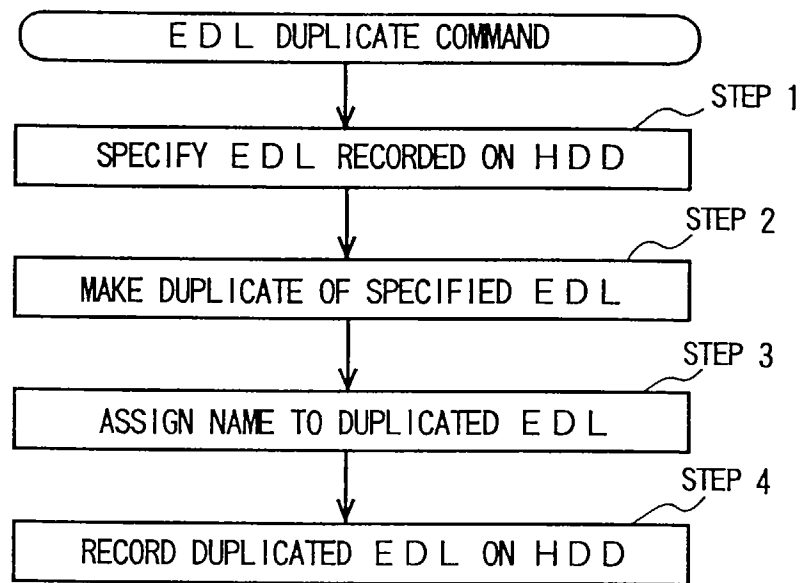 EDL DUPLICATE COMMAND
STEP 1
SPECIFY EDL RECORDED ON HDD
STEP 2
MAKE DUPLICATE OF SPECIFIED EDL
STEP 3
ASSIGN NAME TO DUPLICATED EDL
STEP 4
RECORD DUPLICATED EDL ON HDD